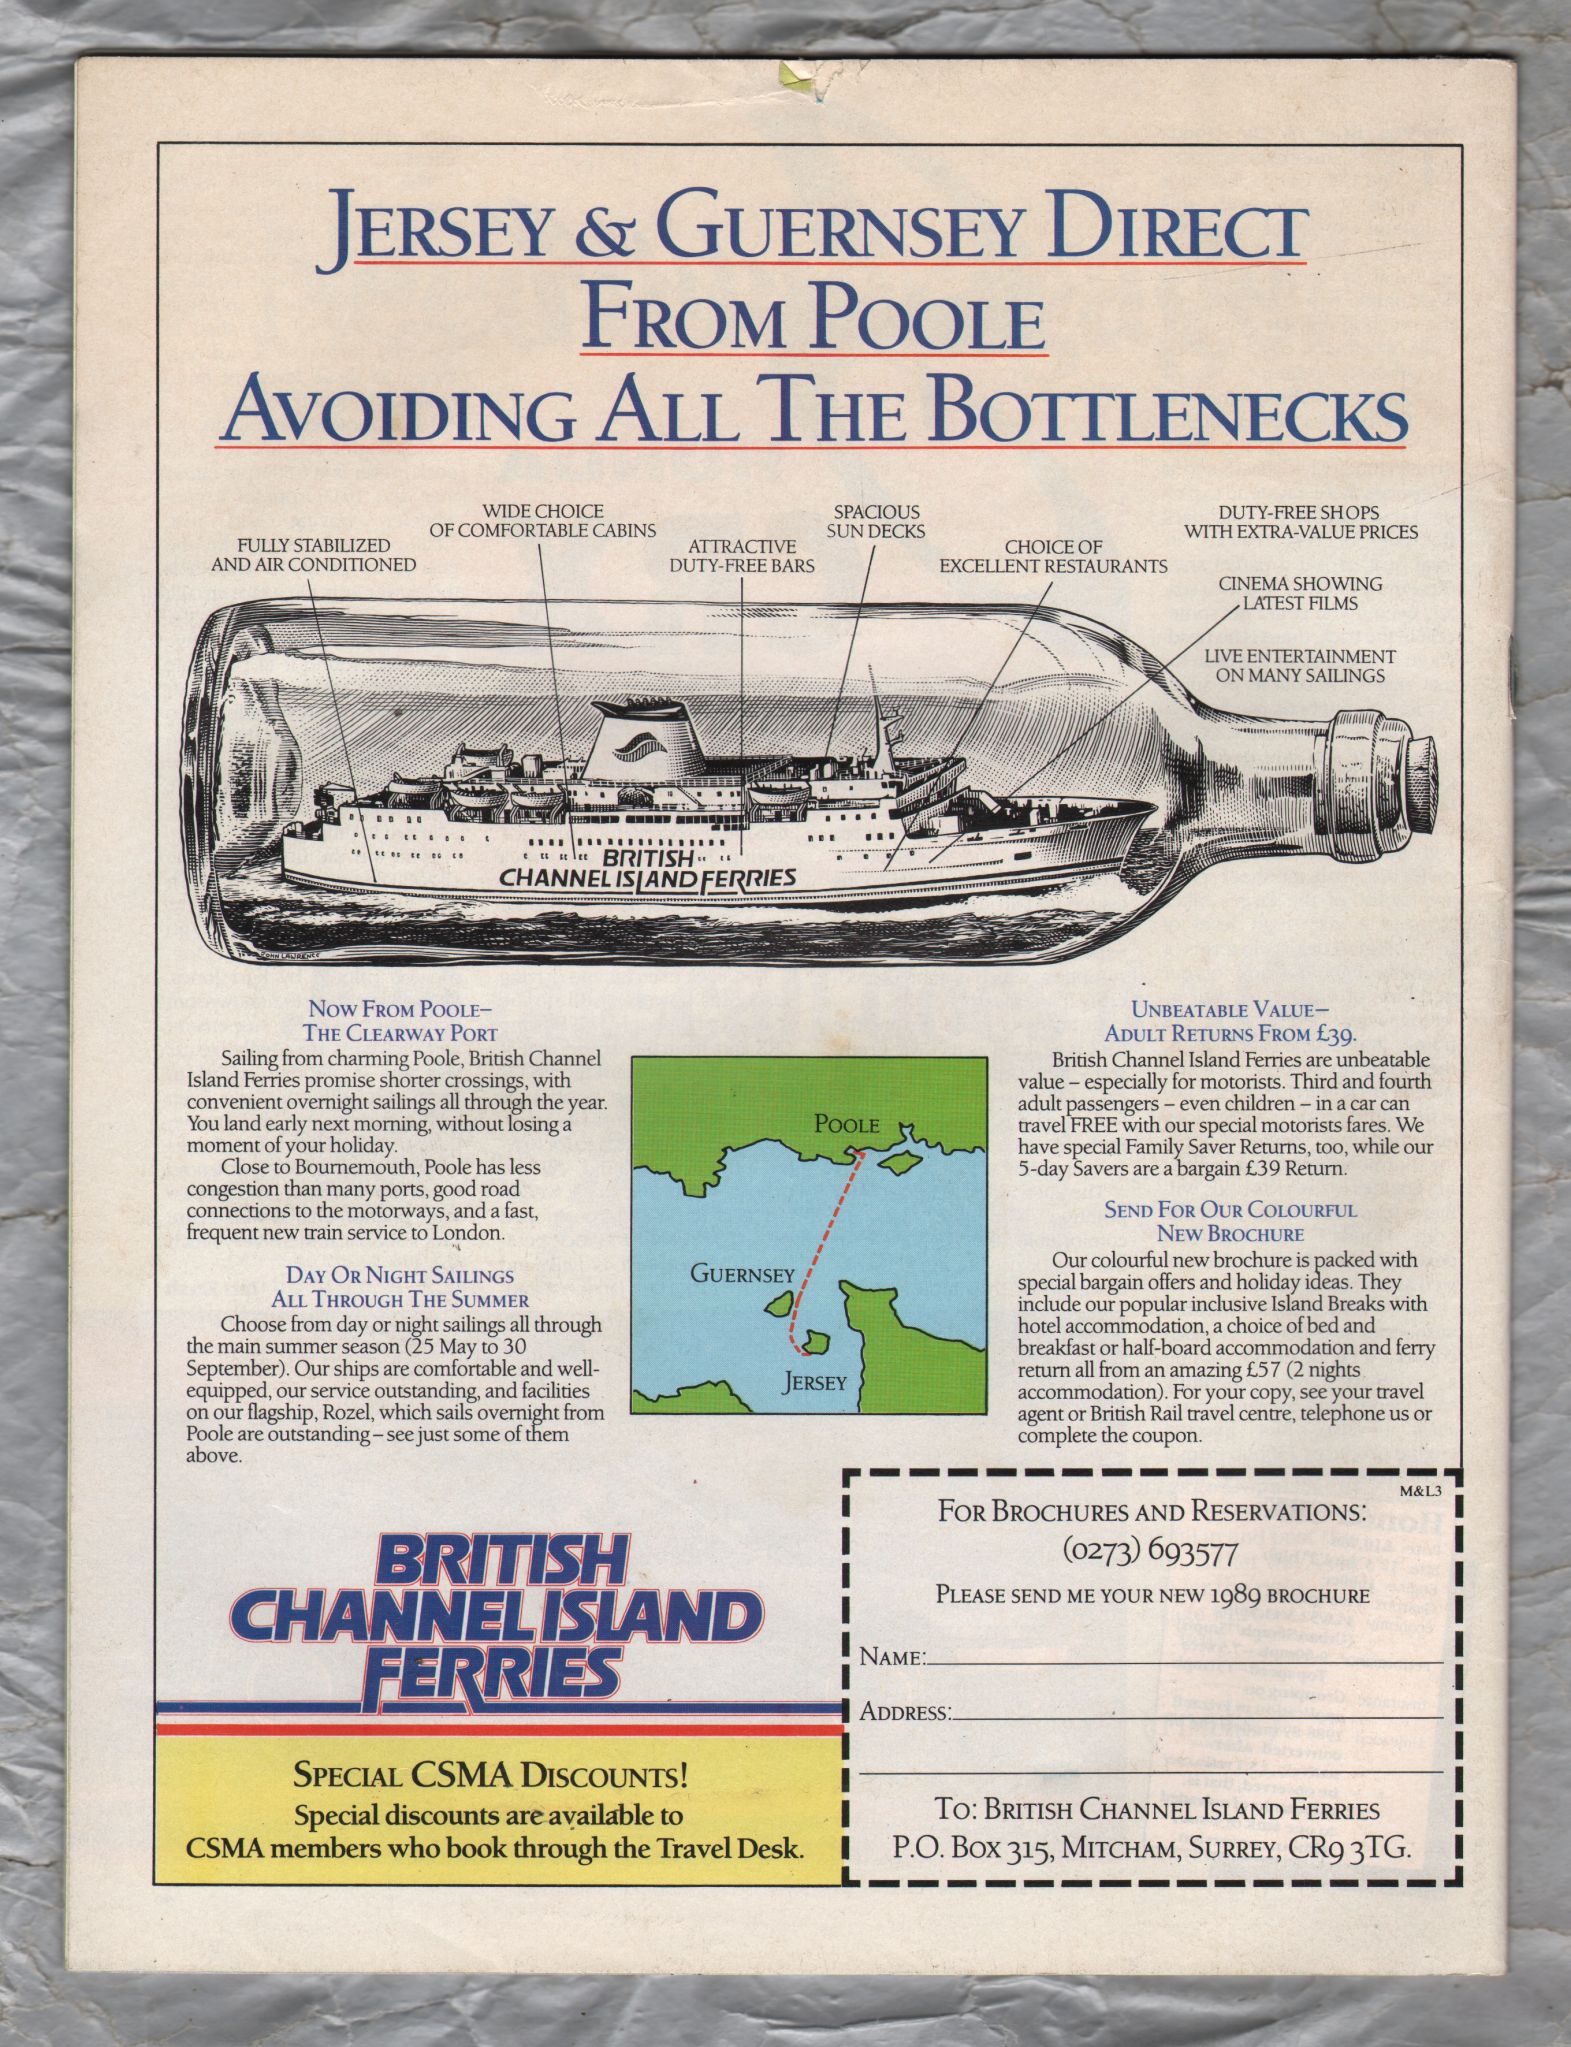 JERSEY & GUERNSEY DIRECT
FROM POOLE
AVOIDING ALL THE BOTTLENECKS
FULLY STABILIZED
AND AIR CONDITIONED
WIDE CHOICE
OF COMFORTABLE CABINS
ATTRACTIVE
DUTY-FREE BARS
SPACIOUS
SUN DECKS
CHOICE OF
EXCELLENT RESTAURANTS
DUTY-FREE SHOPS
WITH EXTRA-VALUE PRICES
CINEMA SHOWING
LATEST FILMS
LIVE ENTERTAINMENT
ON MANY SAILINGS
BRITISH
CHANNEL ISLAND FERRIES
JOHN LAWRENCE
NOW FROM POOLE–
THE CLEARWAY PORT
Sailing from charming Poole, British Channel
Island Ferries promise shorter crossings, with
convenient overnight sailings all through the year.
You land early next morning, without losing a
moment of your holiday.
Close to Bournemouth, Poole has less
congestion than many ports, good road
connections to the motorways, and a fast,
frequent new train service to London.
DAY OR NIGHT SAILINGS
ALL THROUGH THE SUMMER
Choose from day or night sailings all through
the main summer season (25 May to 30
September). Our ships are comfortable and well-
equipped, our service outstanding, and facilities
on our flagship, Rozel, which sails overnight from
Poole are outstanding – see just some of them
above.
POOLE
GUERNSEY
JERSEY
UNBEATABLE VALUE–
ADULT RETURNS FROM £39.
British Channel Island Ferries are unbeatable
value – especially for motorists. Third and fourth
adult passengers – even children – in a car can
travel FREE with our special motorists fares. We
have special Family Saver Returns, too, while our
5-day Savers are a bargain £39 Return.
SEND FOR OUR COLOURFUL
NEW BROCHURE
Our colourful new brochure is packed with
special bargain offers and holiday ideas. They
include our popular inclusive Island Breaks with
hotel accommodation, a choice of bed and
breakfast or half-board accommodation and ferry
return all from an amazing £57 (2 nights
accommodation). For your copy, see your travel
agent or British Rail travel centre, telephone us or
complete the coupon.
BRITISH
CHANNEL ISLAND
FERRIES
SPECIAL CSMA DISCOUNTS!
Special discounts are available to
CSMA members who book through the Travel Desk.
M&L3
FOR BROCHURES AND RESERVATIONS:
(0273) 693577
PLEASE SEND ME YOUR NEW 1989 BROCHURE
NAME:
ADDRESS:
TO: BRITISH CHANNEL ISLAND FERRIES
P.O. BOX 315, MITCHAM, SURREY, CR9 3TG.